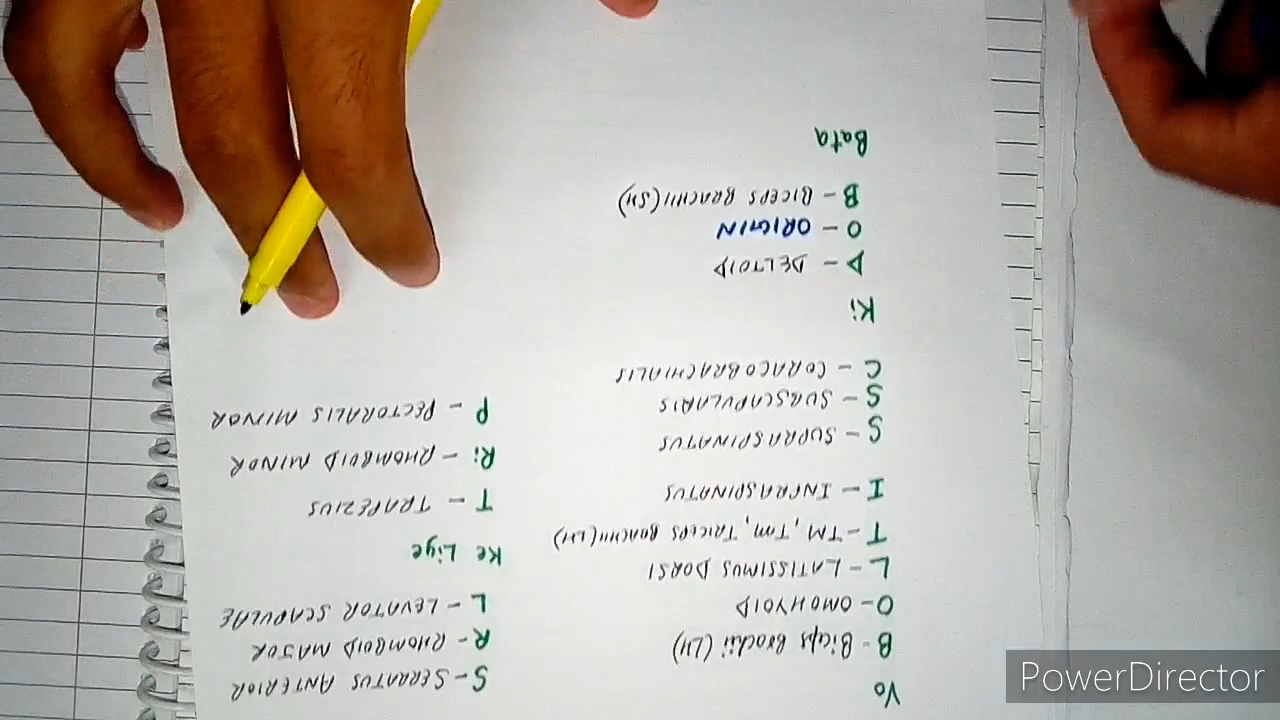 Vo
B - Biceps Brachii (LH)
O - OMOHYOID
L - LATISSIMUS DORSI
T - TM, Tm, TRICEPS BRACHII(LH)
I - INFRASPINATUS
S - SUPRASPINATUS
S - SUBSCAPULARIS
C - CORACOBRACHIALIS
Ki
D - DELTOID
O - ORIGIN
B - BICEPS BRACHII(SH)
Bata
S - SERRATUS ANTERIOR
R - RHOMBOID MAJOR
L - LEVATOR SCAPULAE
Ke Liye
T - TRAPEZIUS
Ri - RHOMBOID MINOR
P - PECTORALIS MINOR
PowerDirector